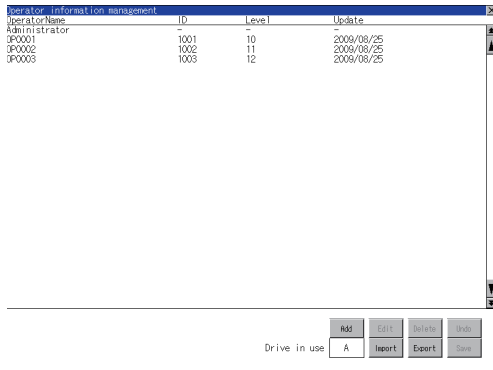 Operator information management
OperatorName ID Level Update
Administrator - - -
OP0001 1001 10 2009/08/25
OP0002 1002 11 2009/08/25
OP0003 1003 12 2009/08/25
Add Edit Delete Undo
Drive in use A Import Export Save